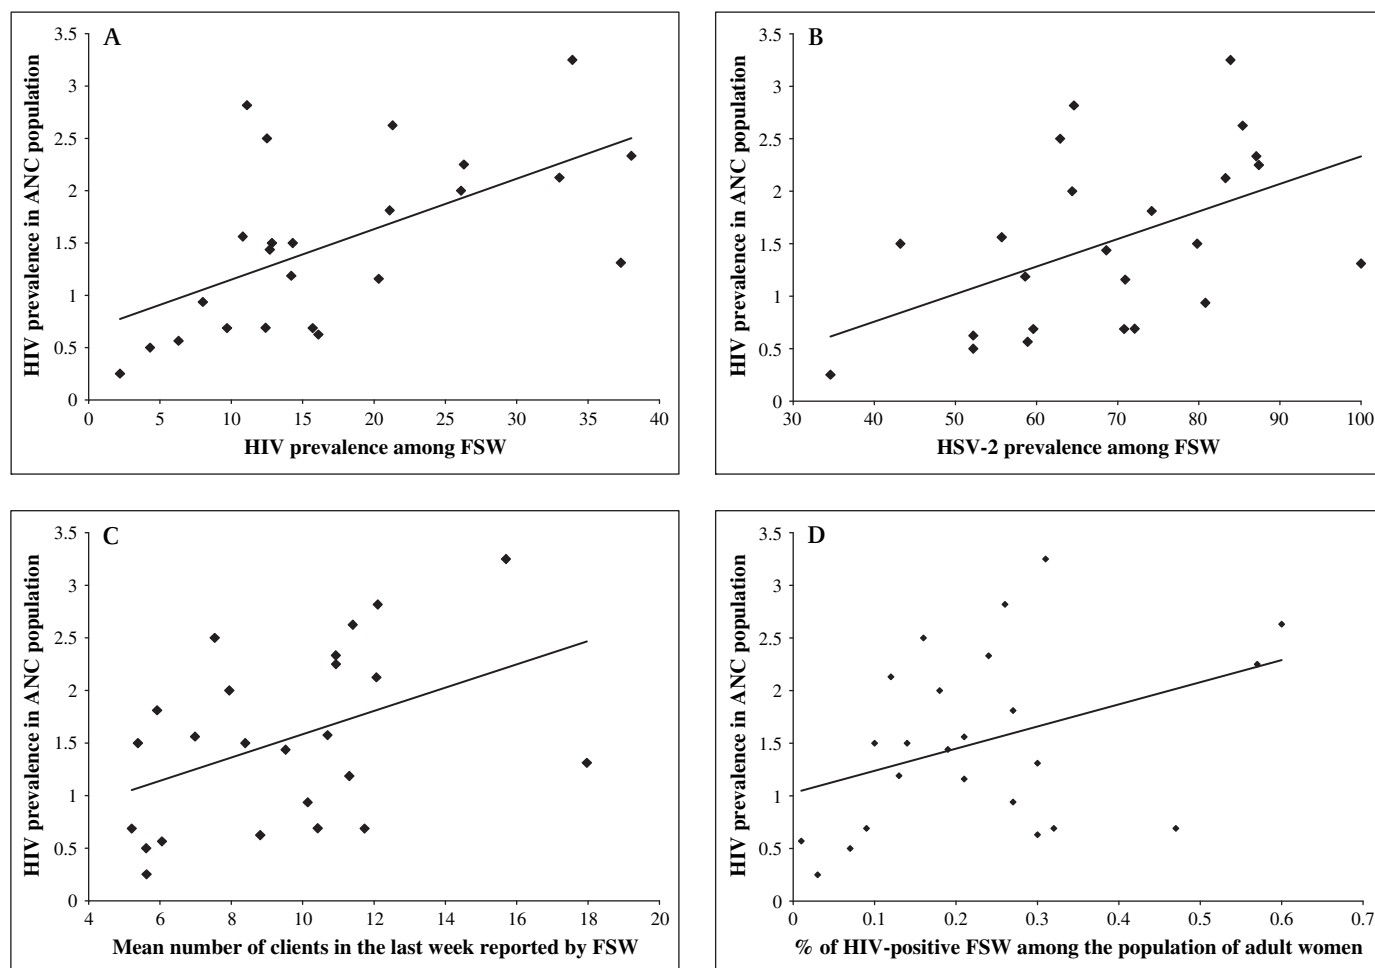 A
HIV prevalence in ANC population
3.5
3
2.5
2
1.5
1
0.5
0
0 5 10 15 20 25 30 35 40
HIV prevalence among FSW
B
HIV prevalence in ANC population
3.5
3
2.5
2
1.5
1
0.5
0
30 40 50 60 70 80 90 100
HSV-2 prevalence among FSW
C
HIV prevalence in ANC population
3.5
3
2.5
2
1.5
1
0.5
0
4 6 8 10 12 14 16 18 20
Mean number of clients in the last week reported by FSW
D
HIV prevalence in ANC population
3.5
3
2.5
2
1.5
1
0.5
0
0 0.1 0.2 0.3 0.4 0.5 0.6 0.7
% of HIV-positive FSW among the population of adult women